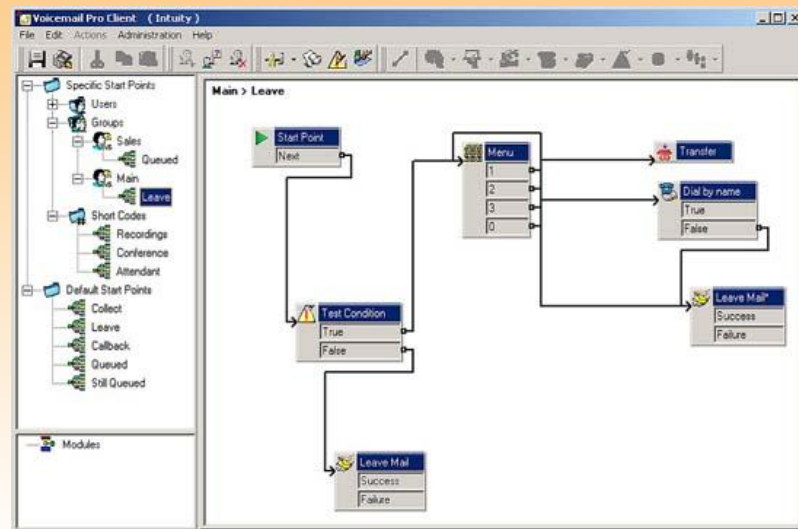 Voicemail Pro Client ( Intuity )
File Edit Actions Administration Help
Specific Start Points
Users
Groups
Sales
Queued
Main
Leave
Short Codes
Recordings
Conference
Attendant
Default Start Points
Collect
Leave
Callback
Queued
Still Queued
Modules
Main > Leave
Start Point
Next
Menu
1
2
3
0
Transfer
Dial by name
True
False
Test Condition
True
False
Leave Mail*
Success
Failure
Leave Mail
Success
Failure